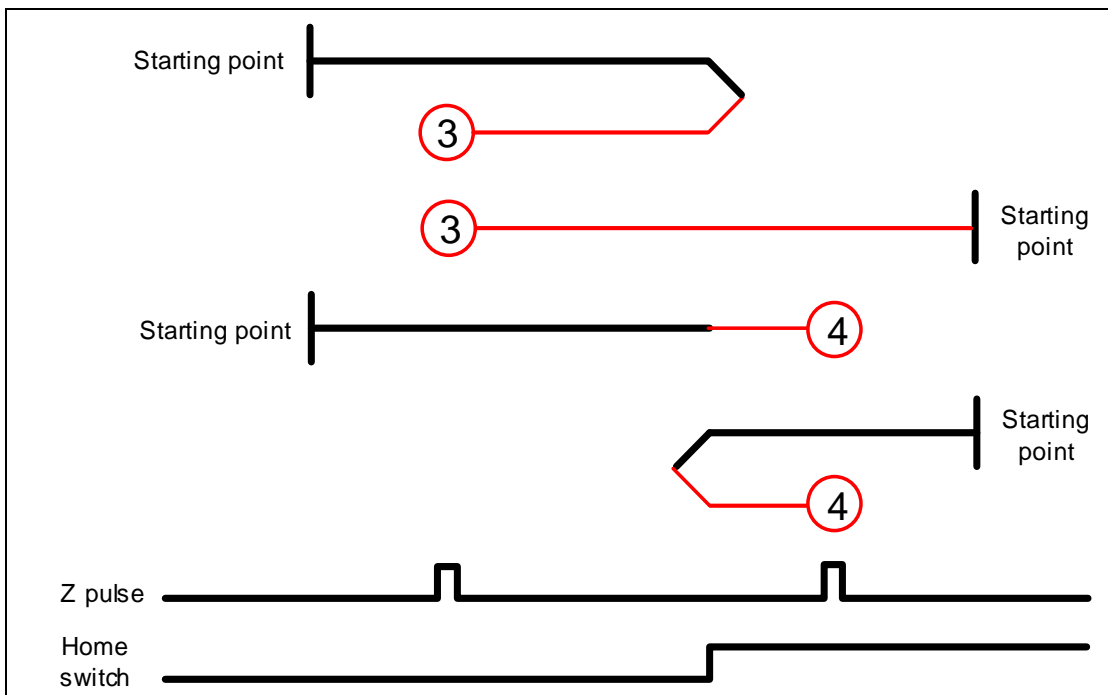 Starting point
3
3
Starting
point
Starting point
4
Starting
point
4
Z pulse
Home
switch